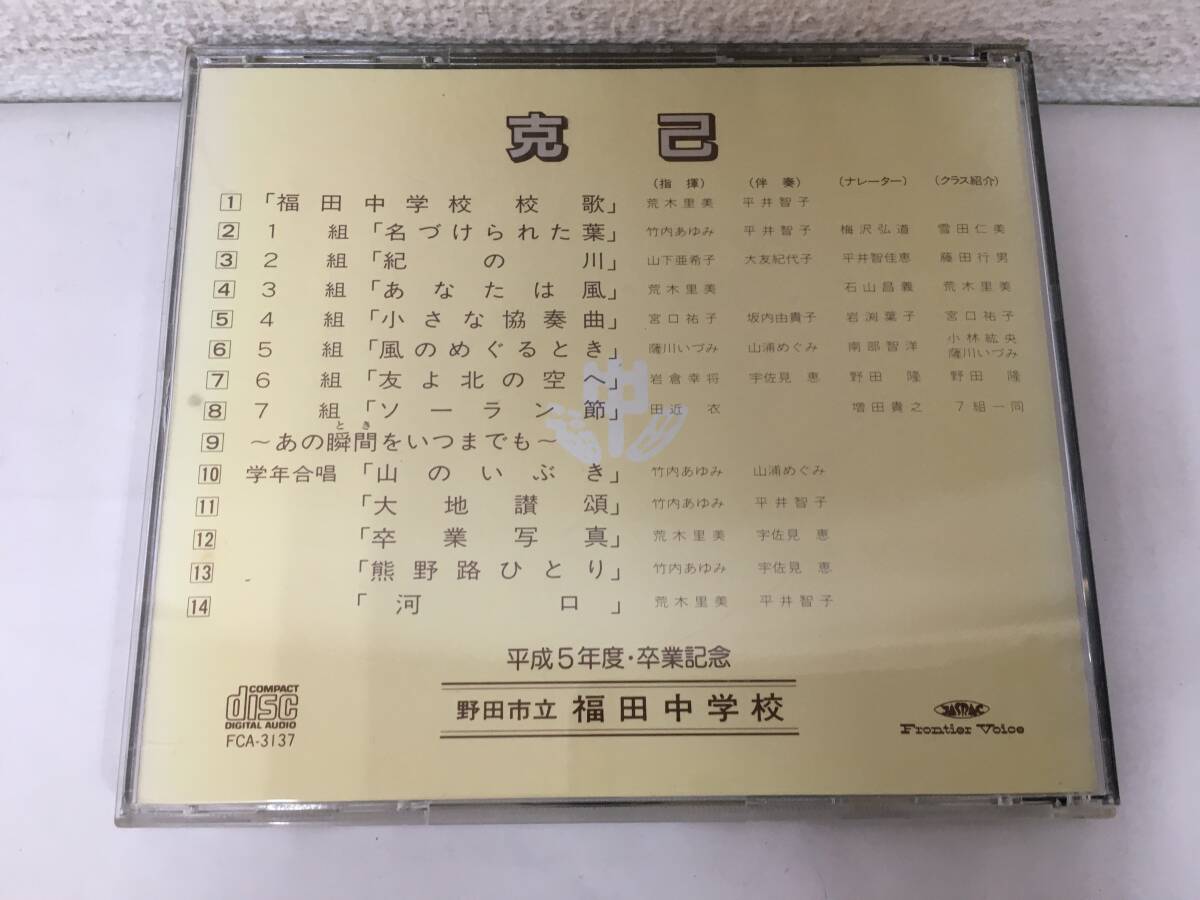 克己
(指揮) (伴奏) (ナレーター) (クラス紹介)
1 「福田中学校校歌」 荒木里美 平井智子
2 1組「名づけられた葉」 竹内あゆみ 平井智子 梅沢弘道 雪田仁美
3 2組「紀の川」 山下亜希子 大友紀代子 平井智佳恵 藤田行男
4 3組「あなたは風」 荒木里美 石山昌義 荒木里美
5 4組「小さな協奏曲」 宮口祐子 坂内由貴子 岩渕葉子 宮口祐子
6 5組「風のめぐるとき」 薩川いづみ 山浦めぐみ 南部智洋 小林紘央 薩川いづみ
7 6組「友よ北の空へ」 岩倉幸将 宇佐見恵 野田隆 野田隆
8 7組「ソーラン節」 田近衣 増田貴之 7組一同
とき
9 〜あの瞬間をいつまでも〜
10 学年合唱「山のいぶき」 竹内あゆみ 山浦めぐみ
11 「大地讃頌」 竹内あゆみ 平井智子
12 「卒業写真」 荒木里美 宇佐見恵
13 「熊野路ひとり」 竹内あゆみ 宇佐見恵
14 「河口」 荒木里美 平井智子
中
平成5年度・卒業記念
野田市立 福田中学校
COMPACT
disc
DIGITAL AUDIO
FCA-3137
JASRAC
Frontier Voice